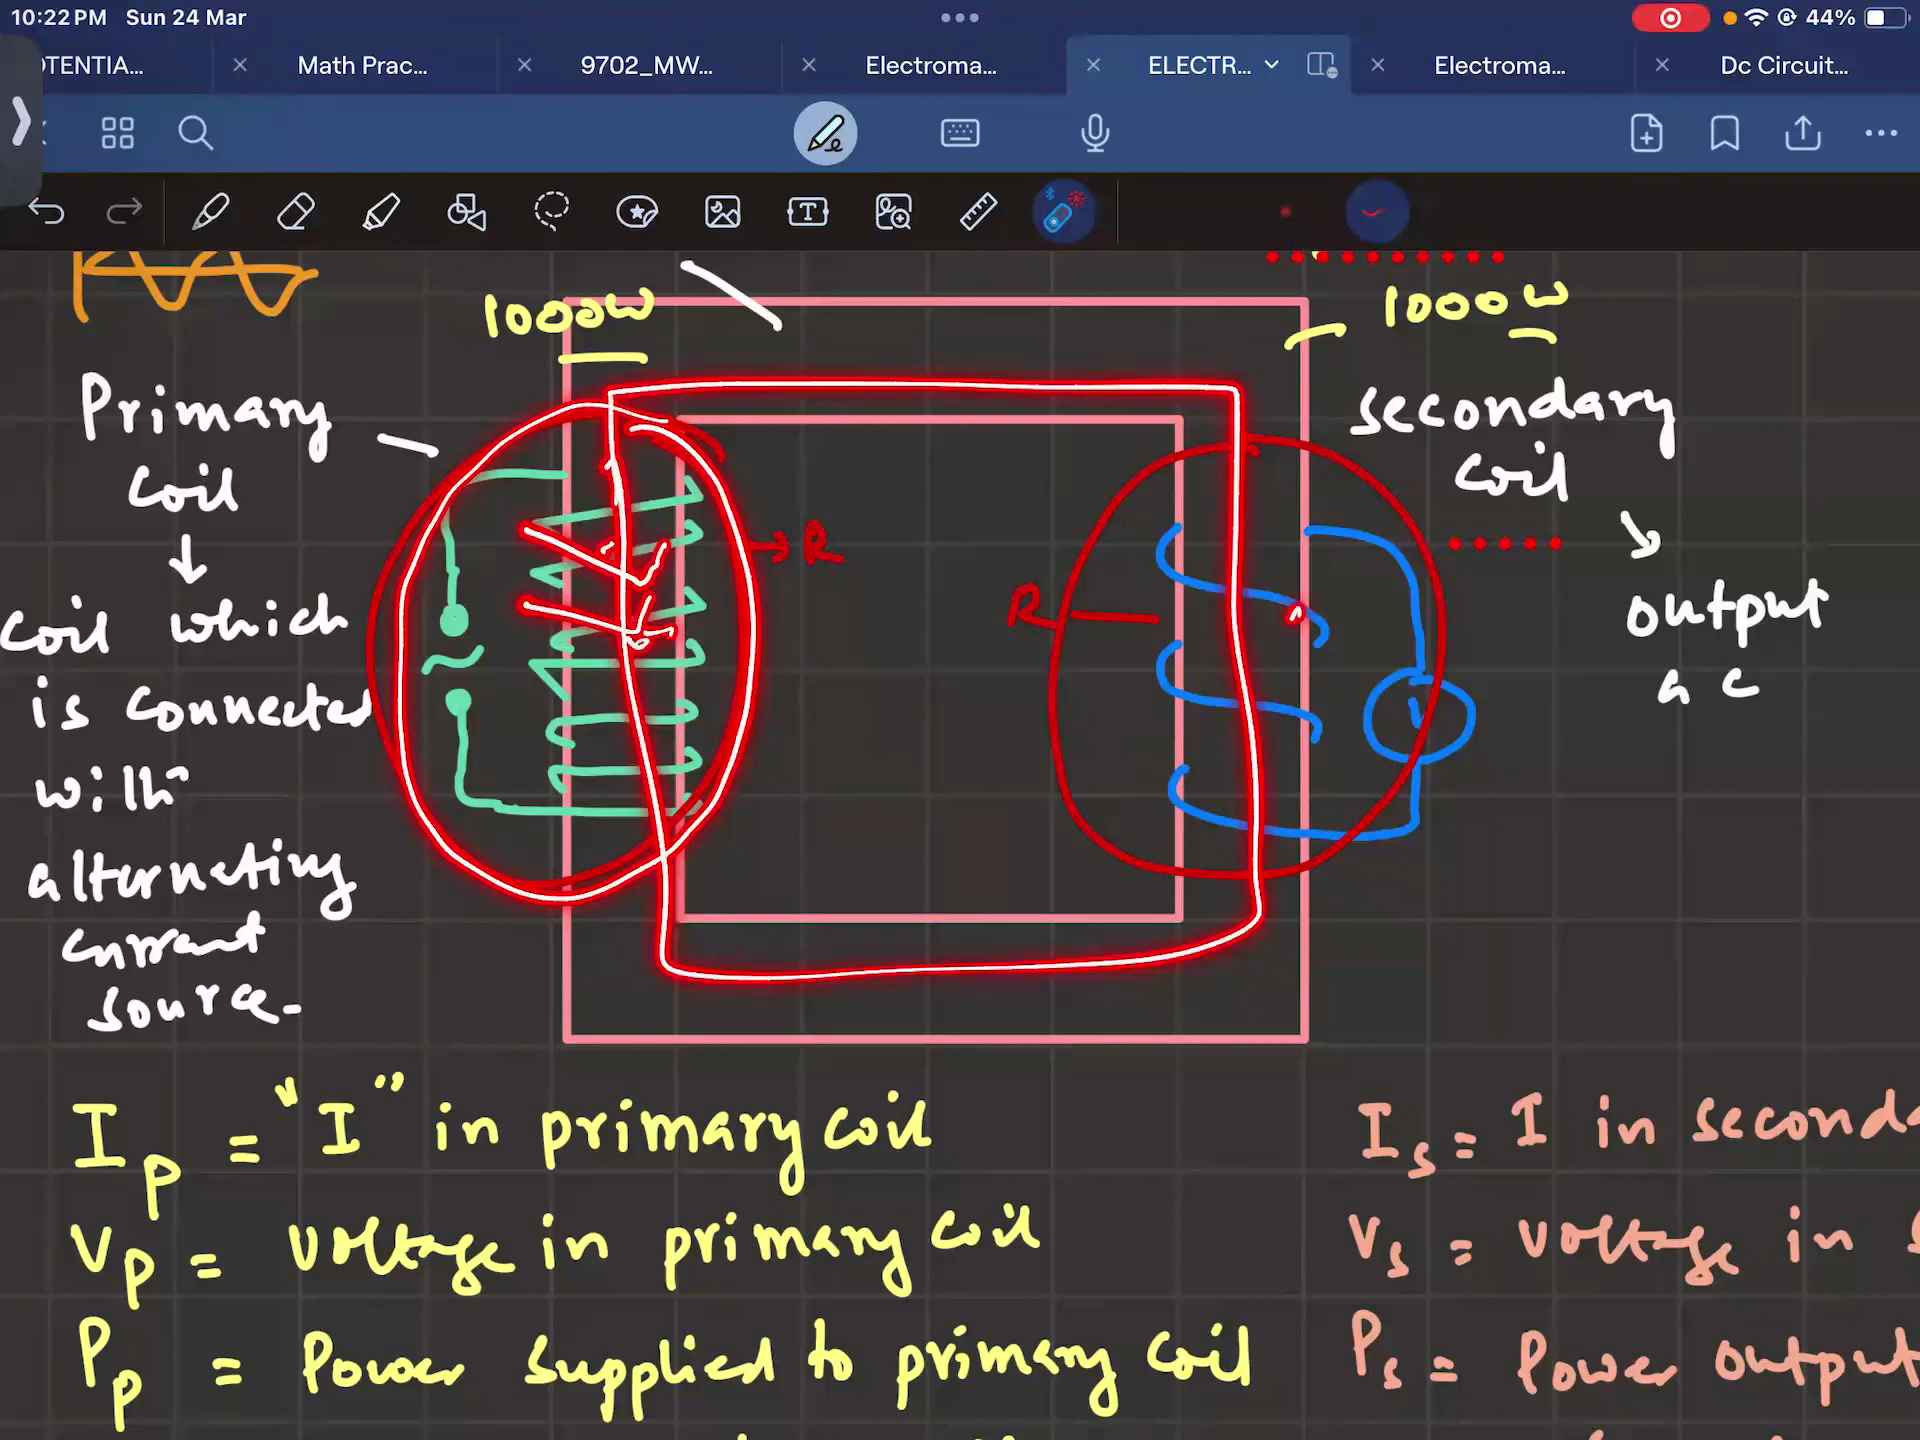 10:22 PM Sun 24 Mar
44%
OTENTIA...
Math Prac...
9702_MW...
Electroma...
ELECTR...
Electroma...
Dc Circuit...
1000W
1000 W
Primary
Coil
Coil which
is connected
with
alternating
current
source-
R
R
Secondary
Coil
output
a c
V
Ip = "I" in primary coil
Is = I in second
Vp = Voltage in primary coil
Vs = Voltage in
Pp = Power supplied to primary coil
Ps = Power output